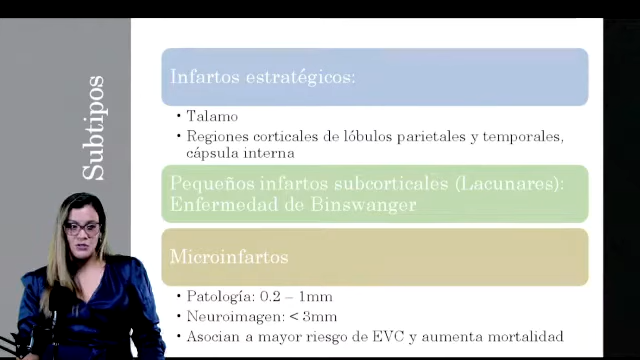 Subtipos
Infartos estratégicos:
• Talamo
• Regiones corticales de lóbulos parietales y temporales,
cápsula interna
Pequeños infartos subcorticales (Lacunares):
Enfermedad de Binswanger
Microinfartos
• Patología: 0.2 – 1mm
• Neuroimagen: < 3mm
• Asocian a mayor riesgo de EVC y aumenta mortalidad